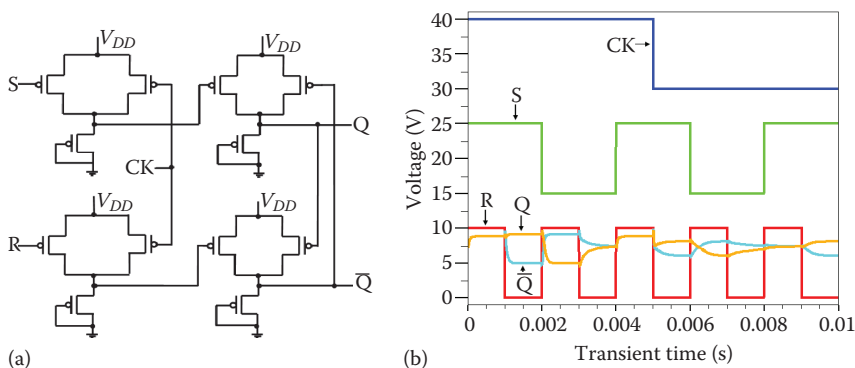 (a)
V_DD
V_DD
S
Q
CK
V_DD
V_DD
R
Q̅
(b)
Voltage (V)
40
35
30
25
20
15
10
5
0
CK
S
R
Q
Q̅
0
0.002
0.004
0.006
0.008
0.01
Transient time (s)